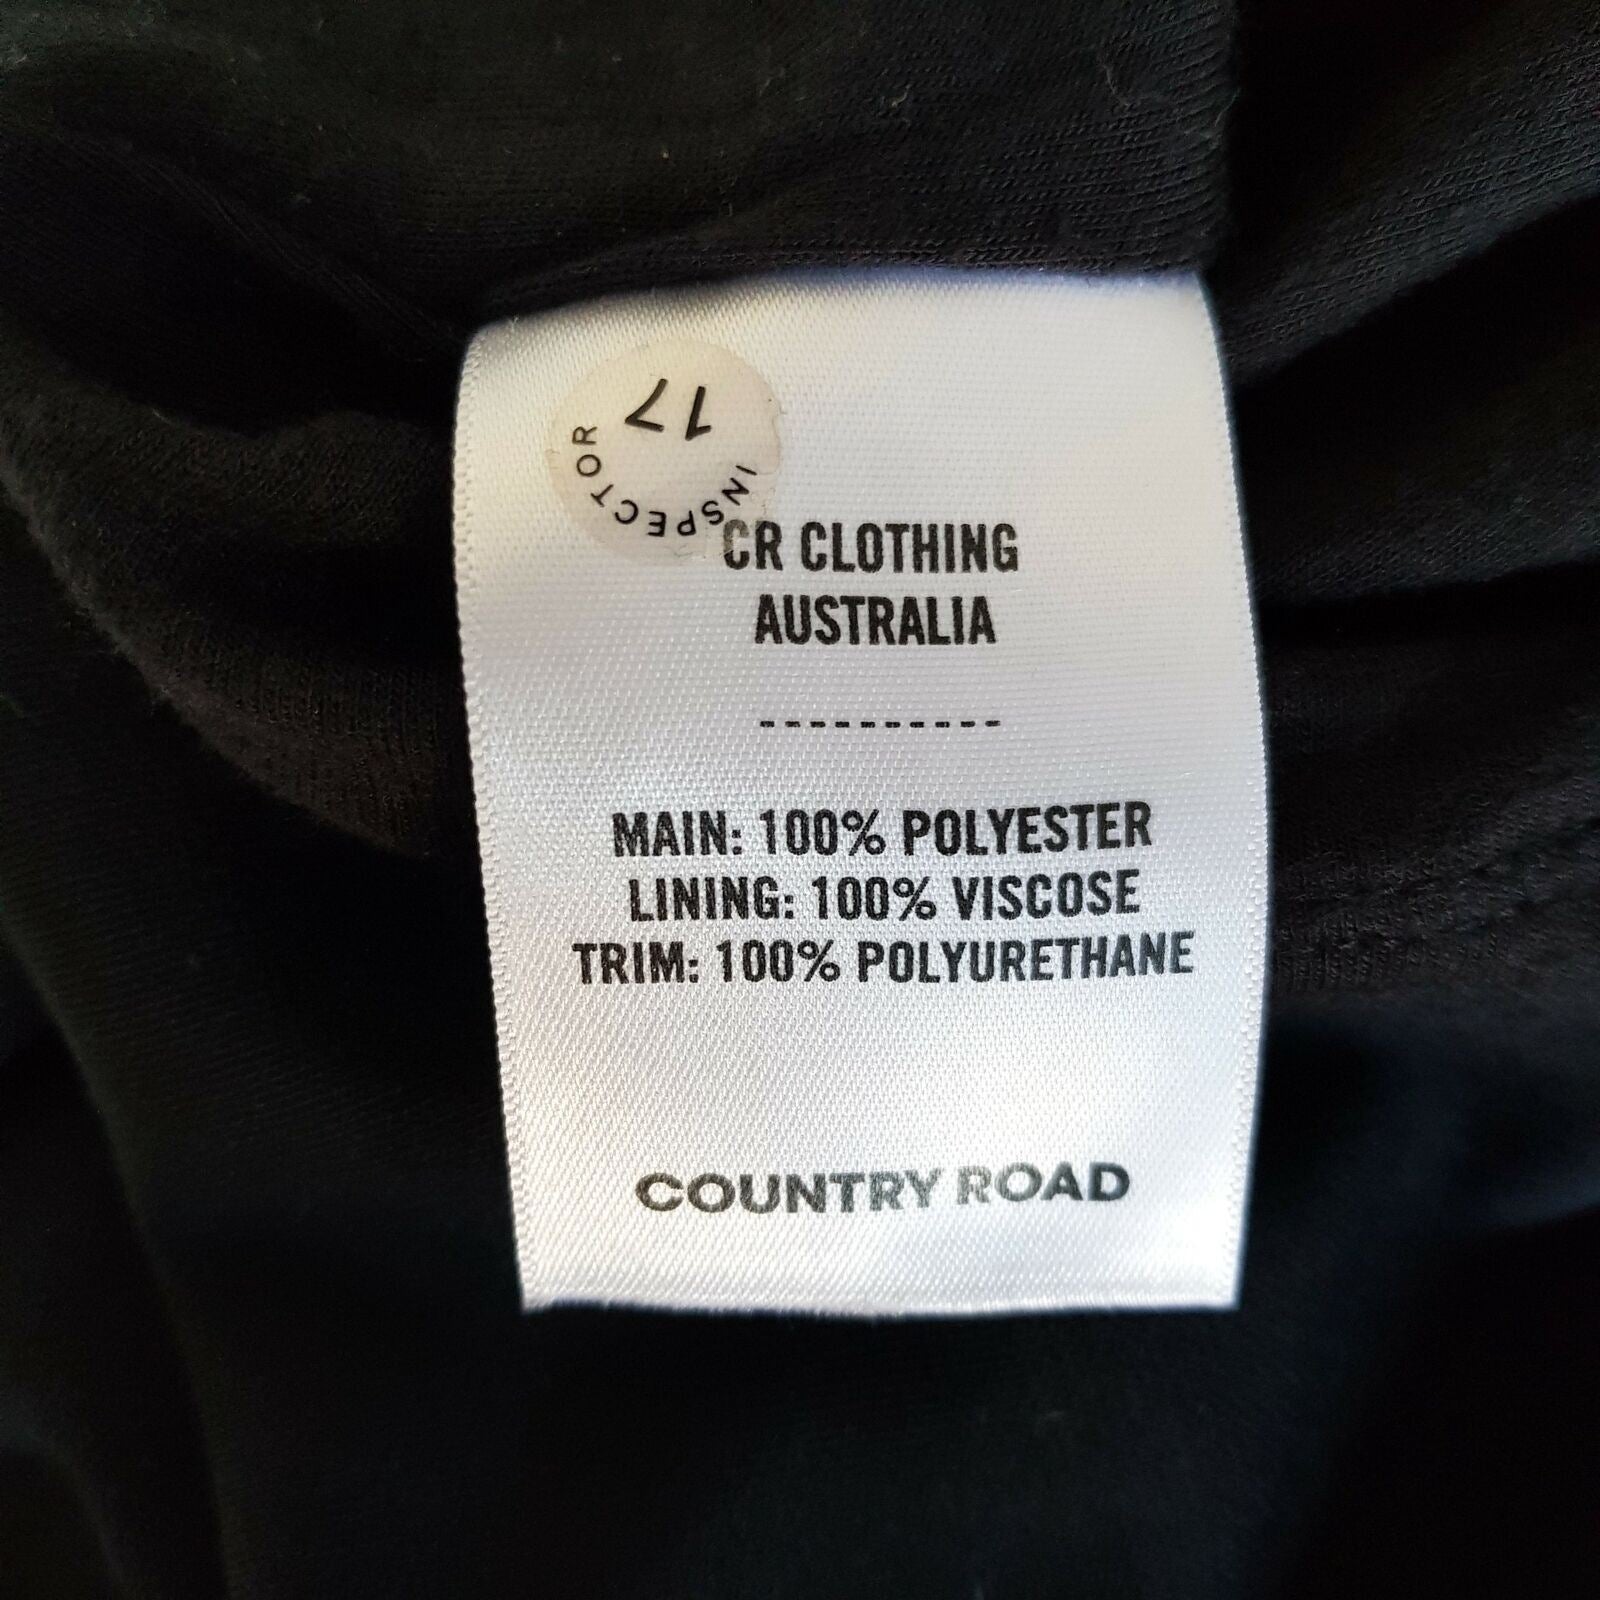 17
INSPECTOR
CR CLOTHING
AUSTRALIA
----------
MAIN: 100% POLYESTER
LINING: 100% VISCOSE
TRIM: 100% POLYURETHANE
COUNTRY ROAD